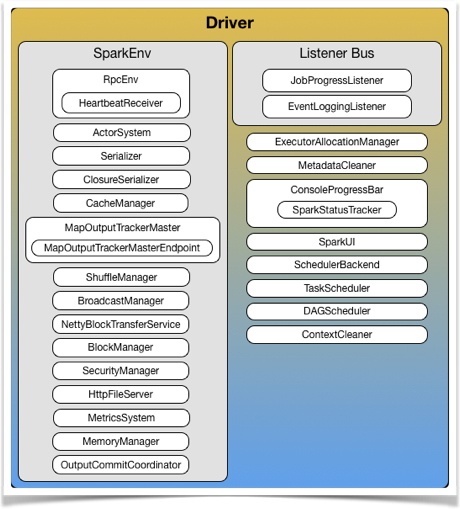 Driver
SparkEnv
RpcEnv
HeartbeatReceiver
ActorSystem
Serializer
ClosureSerializer
CacheManager
MapOutputTrackerMaster
MapOutputTrackerMasterEndpoint
ShuffleManager
BroadcastManager
NettyBlockTransferService
BlockManager
SecurityManager
HttpFileServer
MetricsSystem
MemoryManager
OutputCommitCoordinator
Listener Bus
JobProgressListener
EventLoggingListener
ExecutorAllocationManager
MetadataCleaner
ConsoleProgressBar
SparkStatusTracker
SparkUI
SchedulerBackend
TaskScheduler
DAGScheduler
ContextCleaner